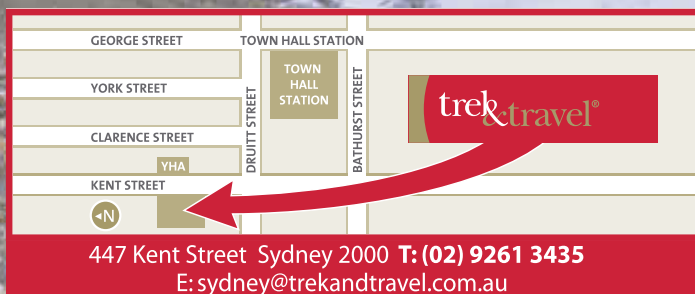 GEORGE STREET
TOWN HALL STATION
TOWN
HALL
STATION
YORK STREET
DRUITT STREET
BATHURST STREET
trek&travel®
CLARENCE STREET
YHA
KENT STREET
◄N
447 Kent Street Sydney 2000 T: (02) 9261 3435
E: sydney@trekandtravel.com.au